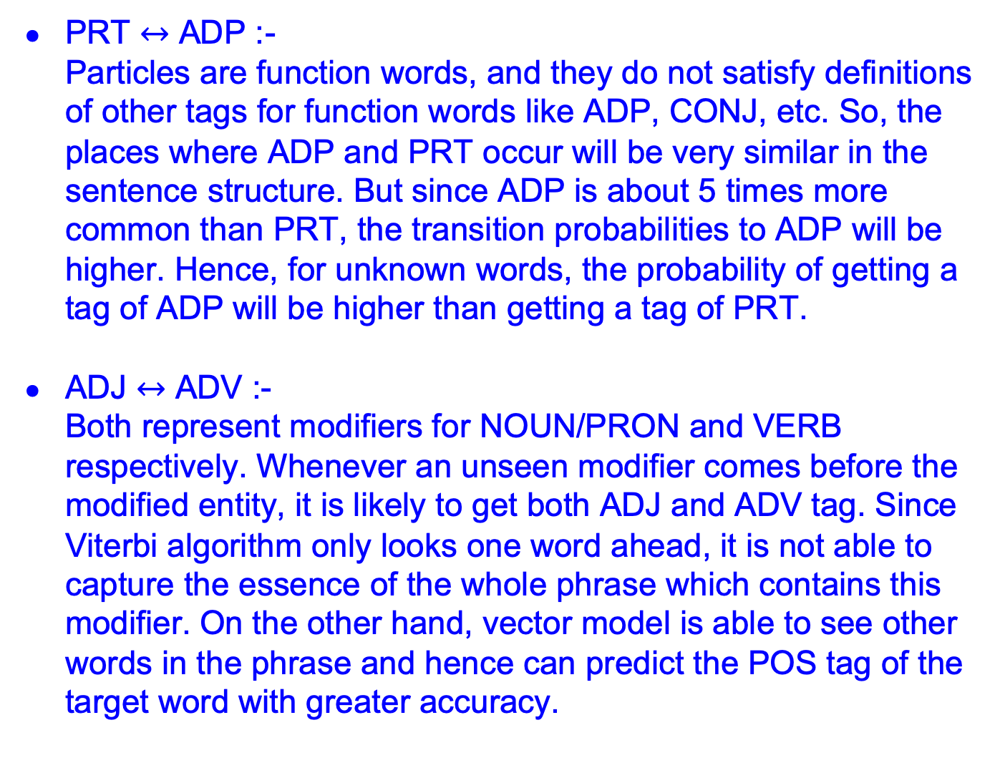 ● PRT ↔ ADP :-
Particles are function words, and they do not satisfy definitions
of other tags for function words like ADP, CONJ, etc. So, the
places where ADP and PRT occur will be very similar in the
sentence structure. But since ADP is about 5 times more
common than PRT, the transition probabilities to ADP will be
higher. Hence, for unknown words, the probability of getting a
tag of ADP will be higher than getting a tag of PRT.
● ADJ ↔ ADV :-
Both represent modifiers for NOUN/PRON and VERB
respectively. Whenever an unseen modifier comes before the
modified entity, it is likely to get both ADJ and ADV tag. Since
Viterbi algorithm only looks one word ahead, it is not able to
capture the essence of the whole phrase which contains this
modifier. On the other hand, vector model is able to see other
words in the phrase and hence can predict the POS tag of the
target word with greater accuracy.